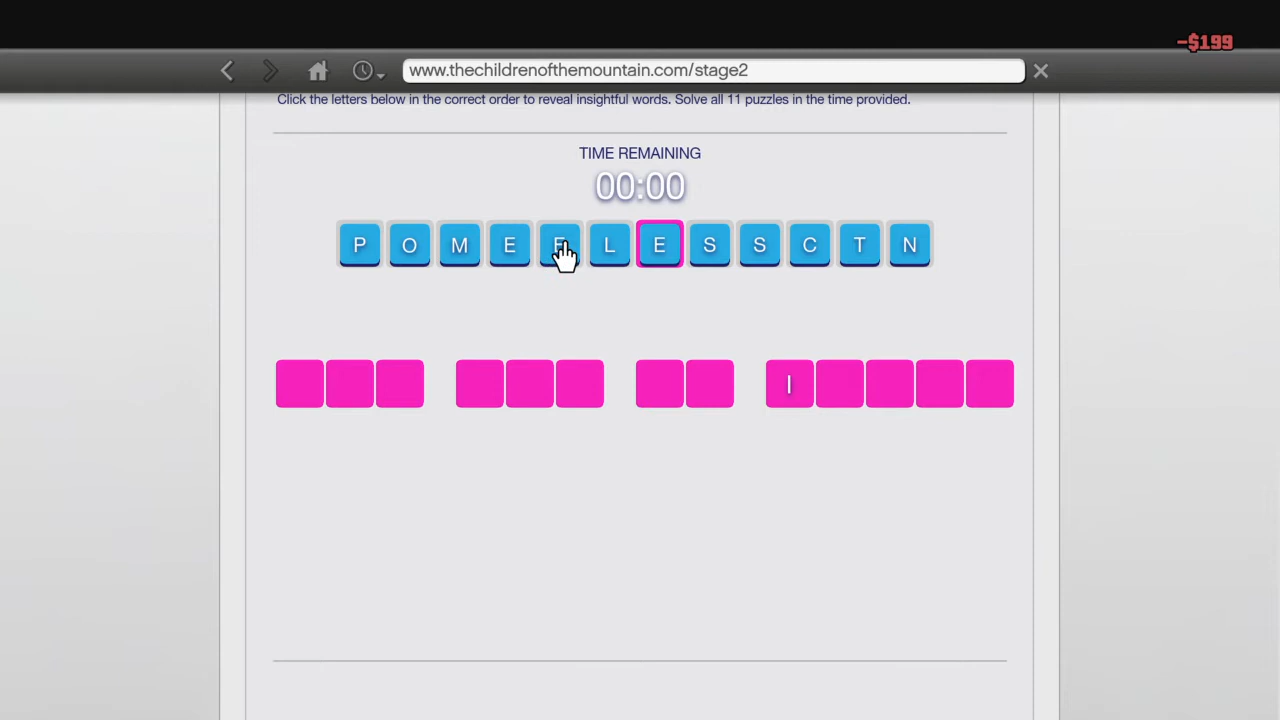 -$199
www.thechildrenofthemountain.com/stage2
Click the letters below in the correct order to reveal insightful words. Solve all 11 puzzles in the time provided.
TIME REMAINING
00:00
P O M E L E S S C T N
I